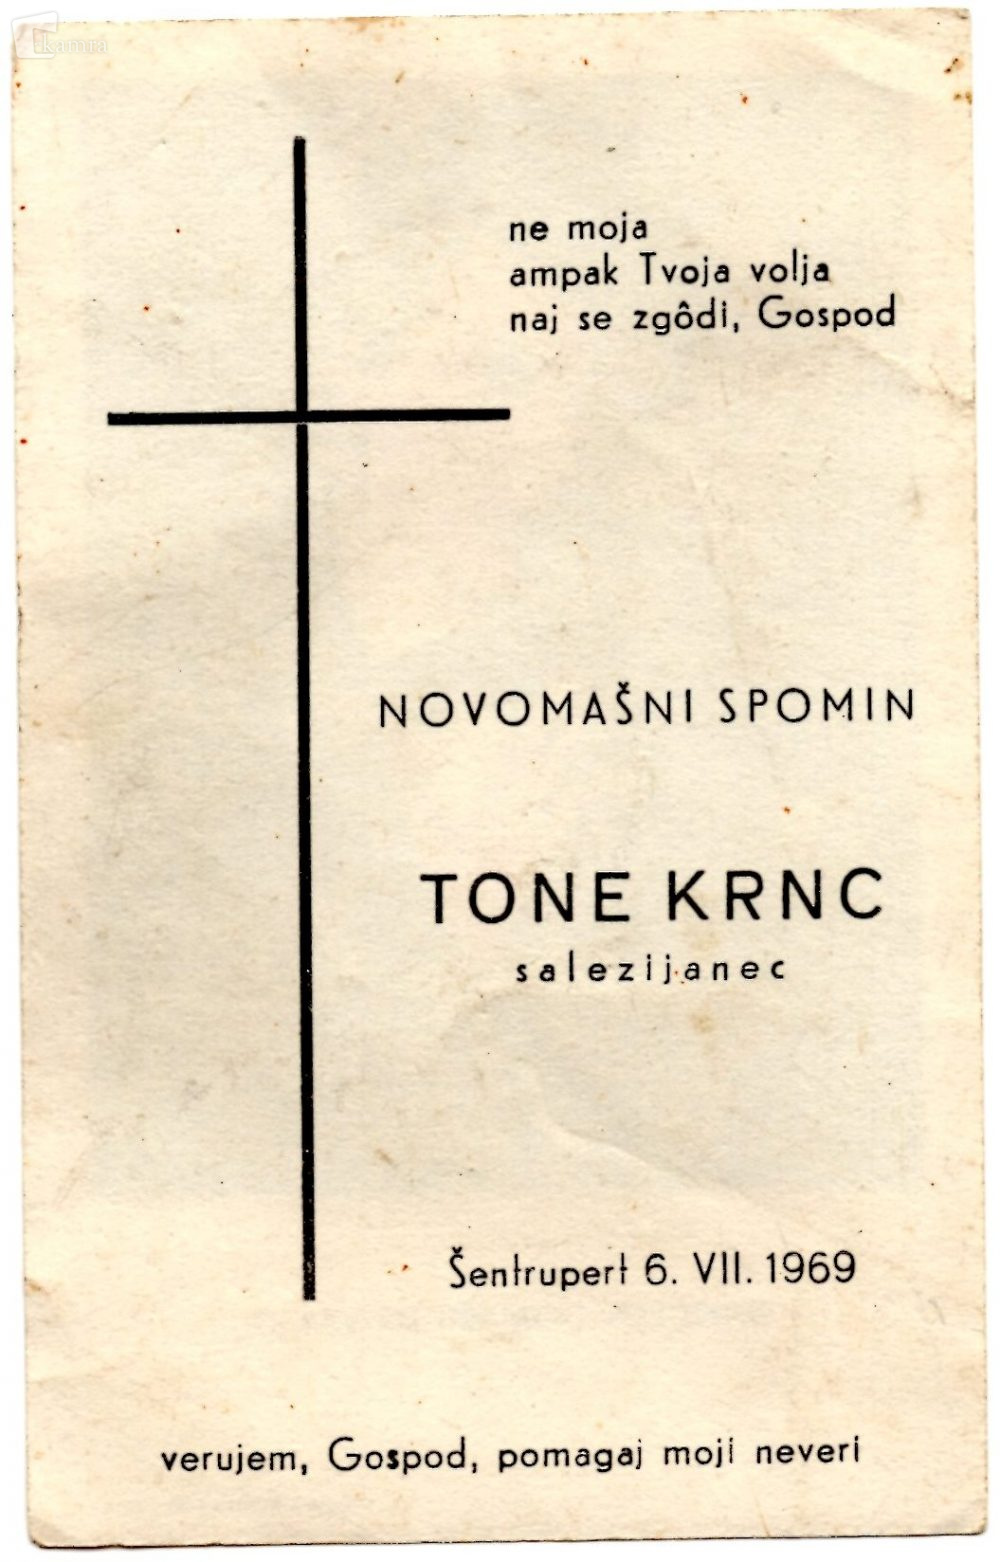 kamra
ne moja
ampak Tvoja volja
naj se zgôdi, Gospod
NOVOMAŠNI SPOMIN
TONE KRNC
salezijanec
Šentrupert 6. VII. 1969
verujem, Gospod, pomagaj moji neveri